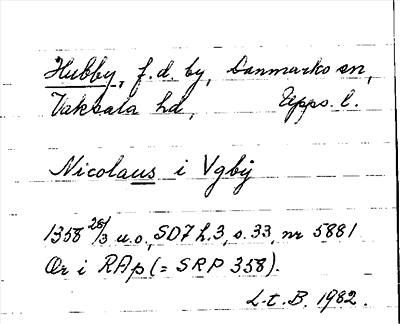 Hubby, f.d. by, Danmarks sn,
Vaksala hd, Upps. l.
Nicolaus i Vgby
1358 28/3 u.o, SD7 h.3, s.33, nr 5881
Or i RAp (= SRP 358).
L.t.B. 1982.